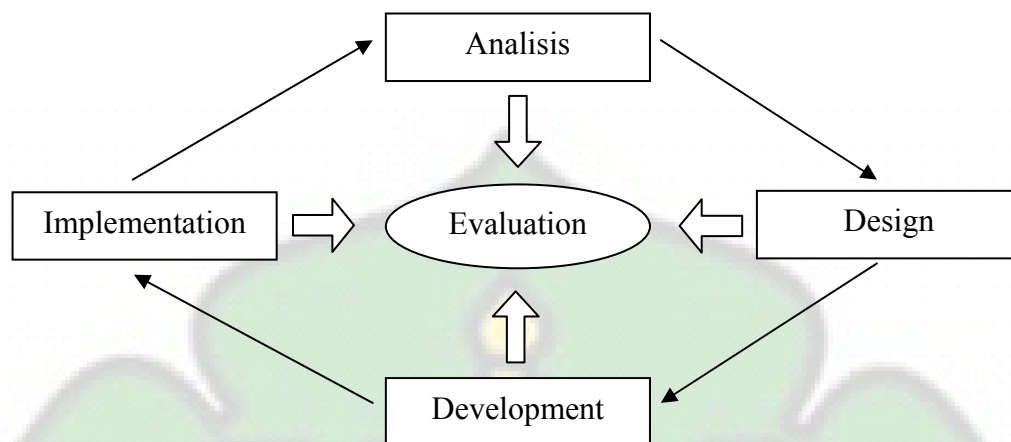 Analisis
Implementation
Evaluation
Design
Development